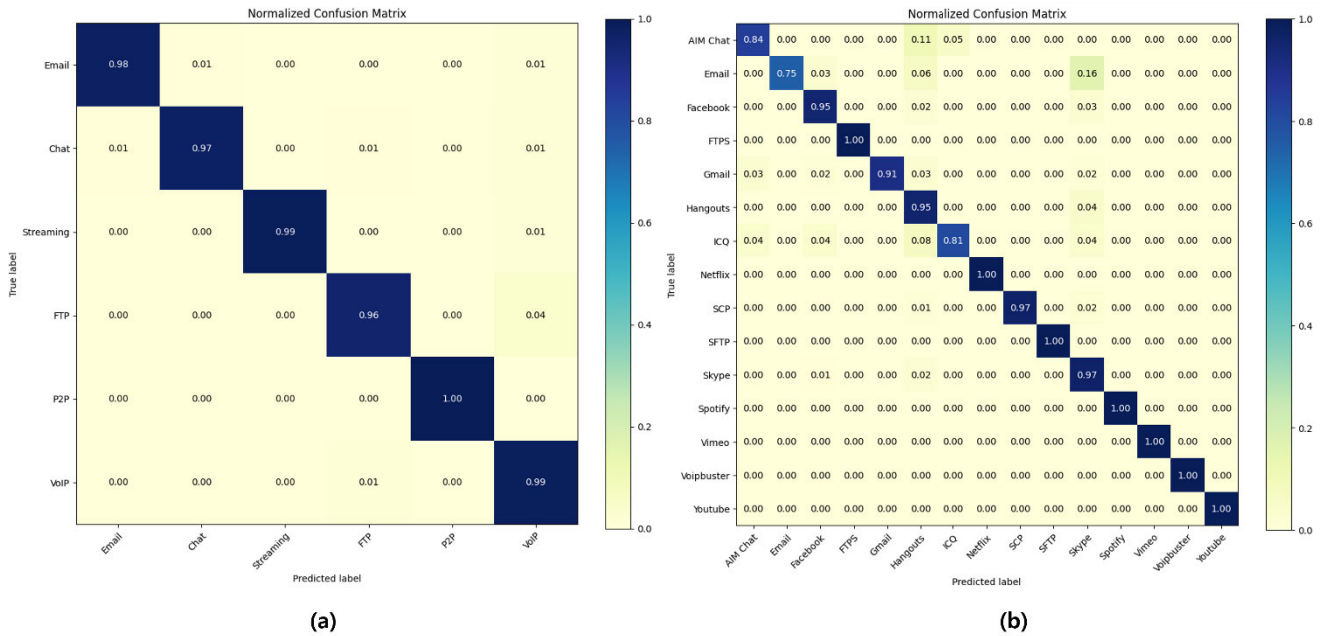 Normalized Confusion Matrix
Email 0.98 0.01 0.00 0.00 0.00 0.01
Chat 0.01 0.97 0.00 0.01 0.00 0.01
Streaming 0.00 0.00 0.99 0.00 0.00 0.01
FTP 0.00 0.00 0.00 0.96 0.00 0.04
P2P 0.00 0.00 0.00 0.00 1.00 0.00
VoIP 0.00 0.00 0.00 0.01 0.00 0.99
True label
Email Chat Streaming FTP P2P VoIP
Predicted label
1.0
0.8
0.6
0.4
0.2
0.0
(a)
Normalized Confusion Matrix
AIM Chat 0.84 0.00 0.00 0.00 0.00 0.11 0.05 0.00 0.00 0.00 0.00 0.00 0.00 0.00 0.00
Email 0.00 0.75 0.03 0.00 0.00 0.06 0.00 0.00 0.00 0.00 0.16 0.00 0.00 0.00 0.00
Facebook 0.00 0.00 0.95 0.00 0.00 0.02 0.00 0.00 0.00 0.00 0.03 0.00 0.00 0.00 0.00
FTPS 0.00 0.00 0.00 1.00 0.00 0.00 0.00 0.00 0.00 0.00 0.00 0.00 0.00 0.00 0.00
Gmail 0.03 0.00 0.02 0.00 0.91 0.03 0.00 0.00 0.00 0.00 0.02 0.00 0.00 0.00 0.00
Hangouts 0.00 0.00 0.00 0.00 0.00 0.95 0.00 0.00 0.00 0.00 0.04 0.00 0.00 0.00 0.00
ICQ 0.04 0.00 0.04 0.00 0.00 0.08 0.81 0.00 0.00 0.00 0.04 0.00 0.00 0.00 0.00
Netflix 0.00 0.00 0.00 0.00 0.00 0.00 0.00 1.00 0.00 0.00 0.00 0.00 0.00 0.00 0.00
SCP 0.00 0.00 0.00 0.00 0.00 0.01 0.00 0.00 0.97 0.00 0.02 0.00 0.00 0.00 0.00
SFTP 0.00 0.00 0.00 0.00 0.00 0.00 0.00 0.00 0.00 1.00 0.00 0.00 0.00 0.00 0.00
Skype 0.00 0.00 0.01 0.00 0.00 0.02 0.00 0.00 0.00 0.00 0.97 0.00 0.00 0.00 0.00
Spotify 0.00 0.00 0.00 0.00 0.00 0.00 0.00 0.00 0.00 0.00 0.00 1.00 0.00 0.00 0.00
Vimeo 0.00 0.00 0.00 0.00 0.00 0.00 0.00 0.00 0.00 0.00 0.00 0.00 1.00 0.00 0.00
Voipbuster 0.00 0.00 0.00 0.00 0.00 0.00 0.00 0.00 0.00 0.00 0.00 0.00 0.00 1.00 0.00
Youtube 0.00 0.00 0.00 0.00 0.00 0.00 0.00 0.00 0.00 0.00 0.00 0.00 0.00 0.00 1.00
True label
AIM Chat Email Facebook FTPS Gmail Hangouts ICQ Netflix SCP SFTP Skype Spotify Vimeo Voipbuster Youtube
Predicted label
1.0
0.8
0.6
0.4
0.2
0.0
(b)